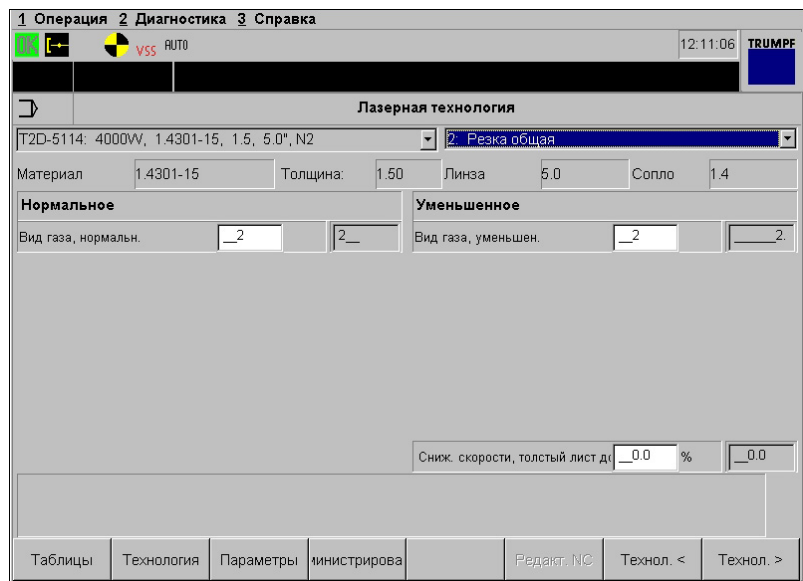 1 Операция 2 Диагностика 3 Справка
OK VSS AUTO 12:11:06 TRUMPF
Лазерная технология
T2D-5114: 4000W, 1.4301-15, 1.5, 5.0", N2 2: Резка общая
Материал 1.4301-15 Толщина: 1.50 Линза 5.0 Сопло 1.4
Нормальное Уменьшенное
Вид газа, нормальн. __2 2__ Вид газа, уменьшен. __2 _____2.
Сниж. скорости, толстый лист д __0.0 % __0.0
Таблицы Технология Параметры министрирова Редакт. NC Технол. < Технол. >